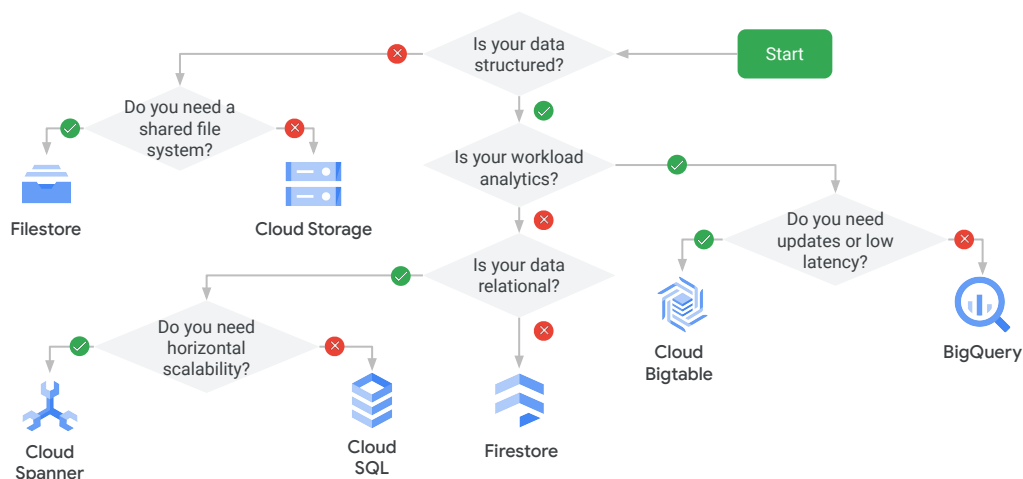 Is your data
structured?
Start
Do you need a
shared file
system?
Is your workload
analytics?
Filestore
Cloud Storage
Do you need
updates or low
latency?
Is your data
relational?
Do you need
horizontal
scalability?
Cloud
Bigtable
BigQuery
Cloud
Spanner
Cloud
SQL
Firestore